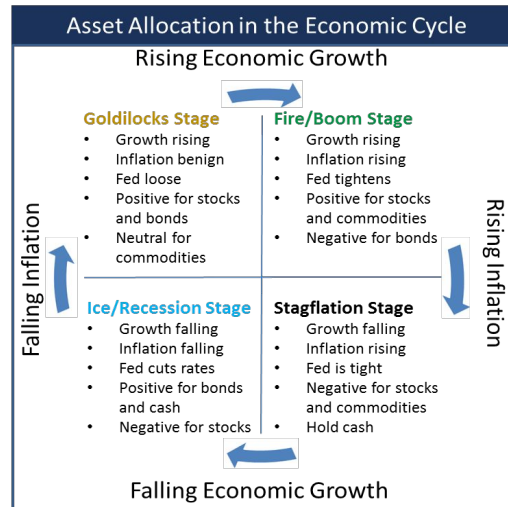 Asset Allocation in the Economic Cycle
Rising Economic Growth
Goldilocks Stage
• Growth rising
• Inflation benign
• Fed loose
• Positive for stocks
and bonds
• Neutral for
commodities
Fire/Boom Stage
• Growth rising
• Inflation rising
• Fed tightens
• Positive for stocks
and commodities
• Negative for bonds
Falling Inflation
Rising Inflation
Ice/Recession Stage
• Growth falling
• Inflation falling
• Fed cuts rates
• Positive for bonds
and cash
• Negative for stocks
Stagflation Stage
• Growth falling
• Inflation rising
• Fed is tight
• Negative for stocks
and commodities
• Hold cash
Falling Economic Growth